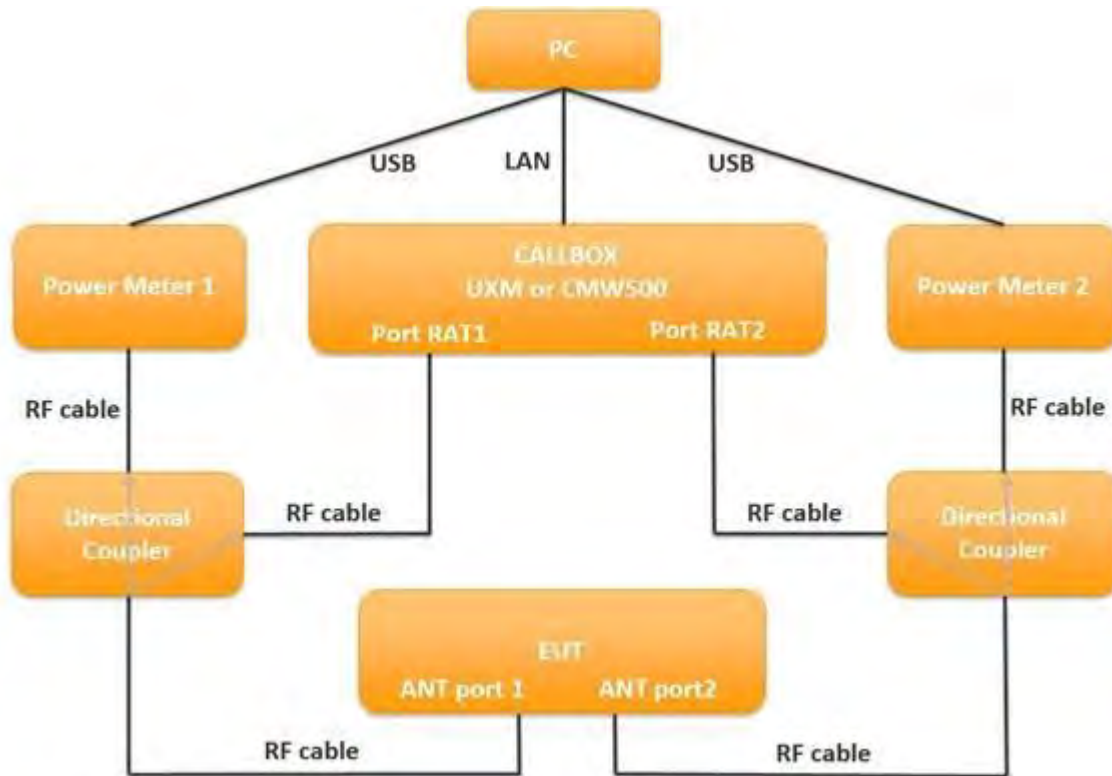 PC
USB
LAN
USB
Power Meter 1
CALLBOX
UXM or CMW500
Port RAT1
Port RAT2
Power Meter 2
RF cable
RF cable
Directional
Coupler
RF cable
RF cable
Directional
Coupler
EUT
ANT port 1
ANT port2
RF cable
RF cable